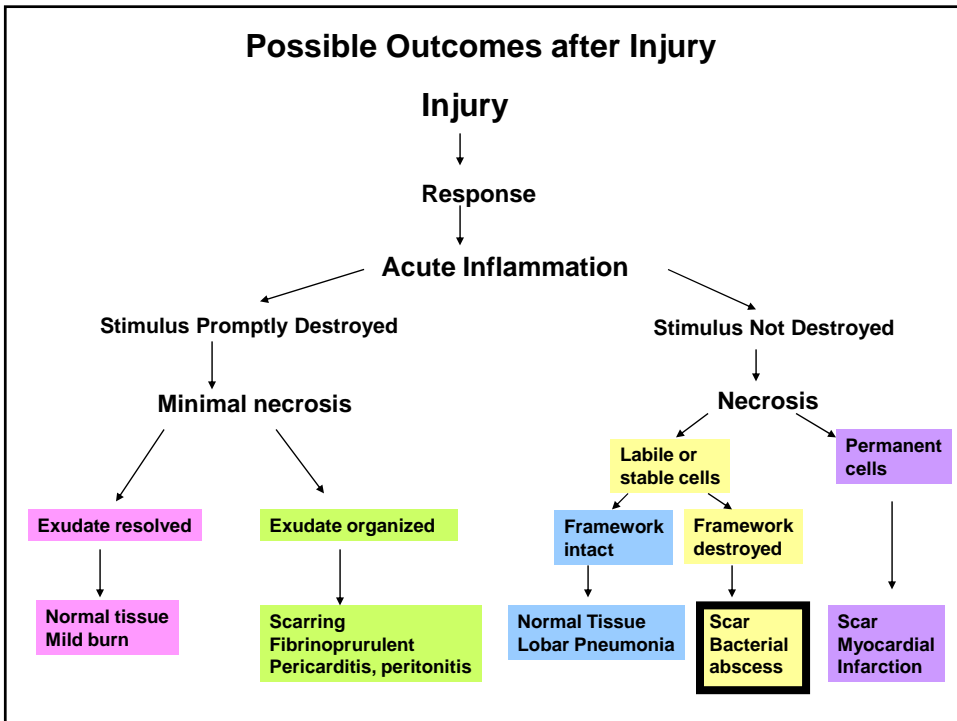 Possible Outcomes after Injury
Injury
Response
Acute Inflammation
Stimulus Promptly Destroyed
Stimulus Not Destroyed
Minimal necrosis
Necrosis
Labile or
stable cells
Permanent
cells
Exudate resolved
Exudate organized
Framework
intact
Framework
destroyed
Normal tissue
Mild burn
Scarring
Fibrinoprurulent
Pericarditis, peritonitis
Normal Tissue
Lobar Pneumonia
Scar
Bacterial
abscess
Scar
Myocardial
Infarction